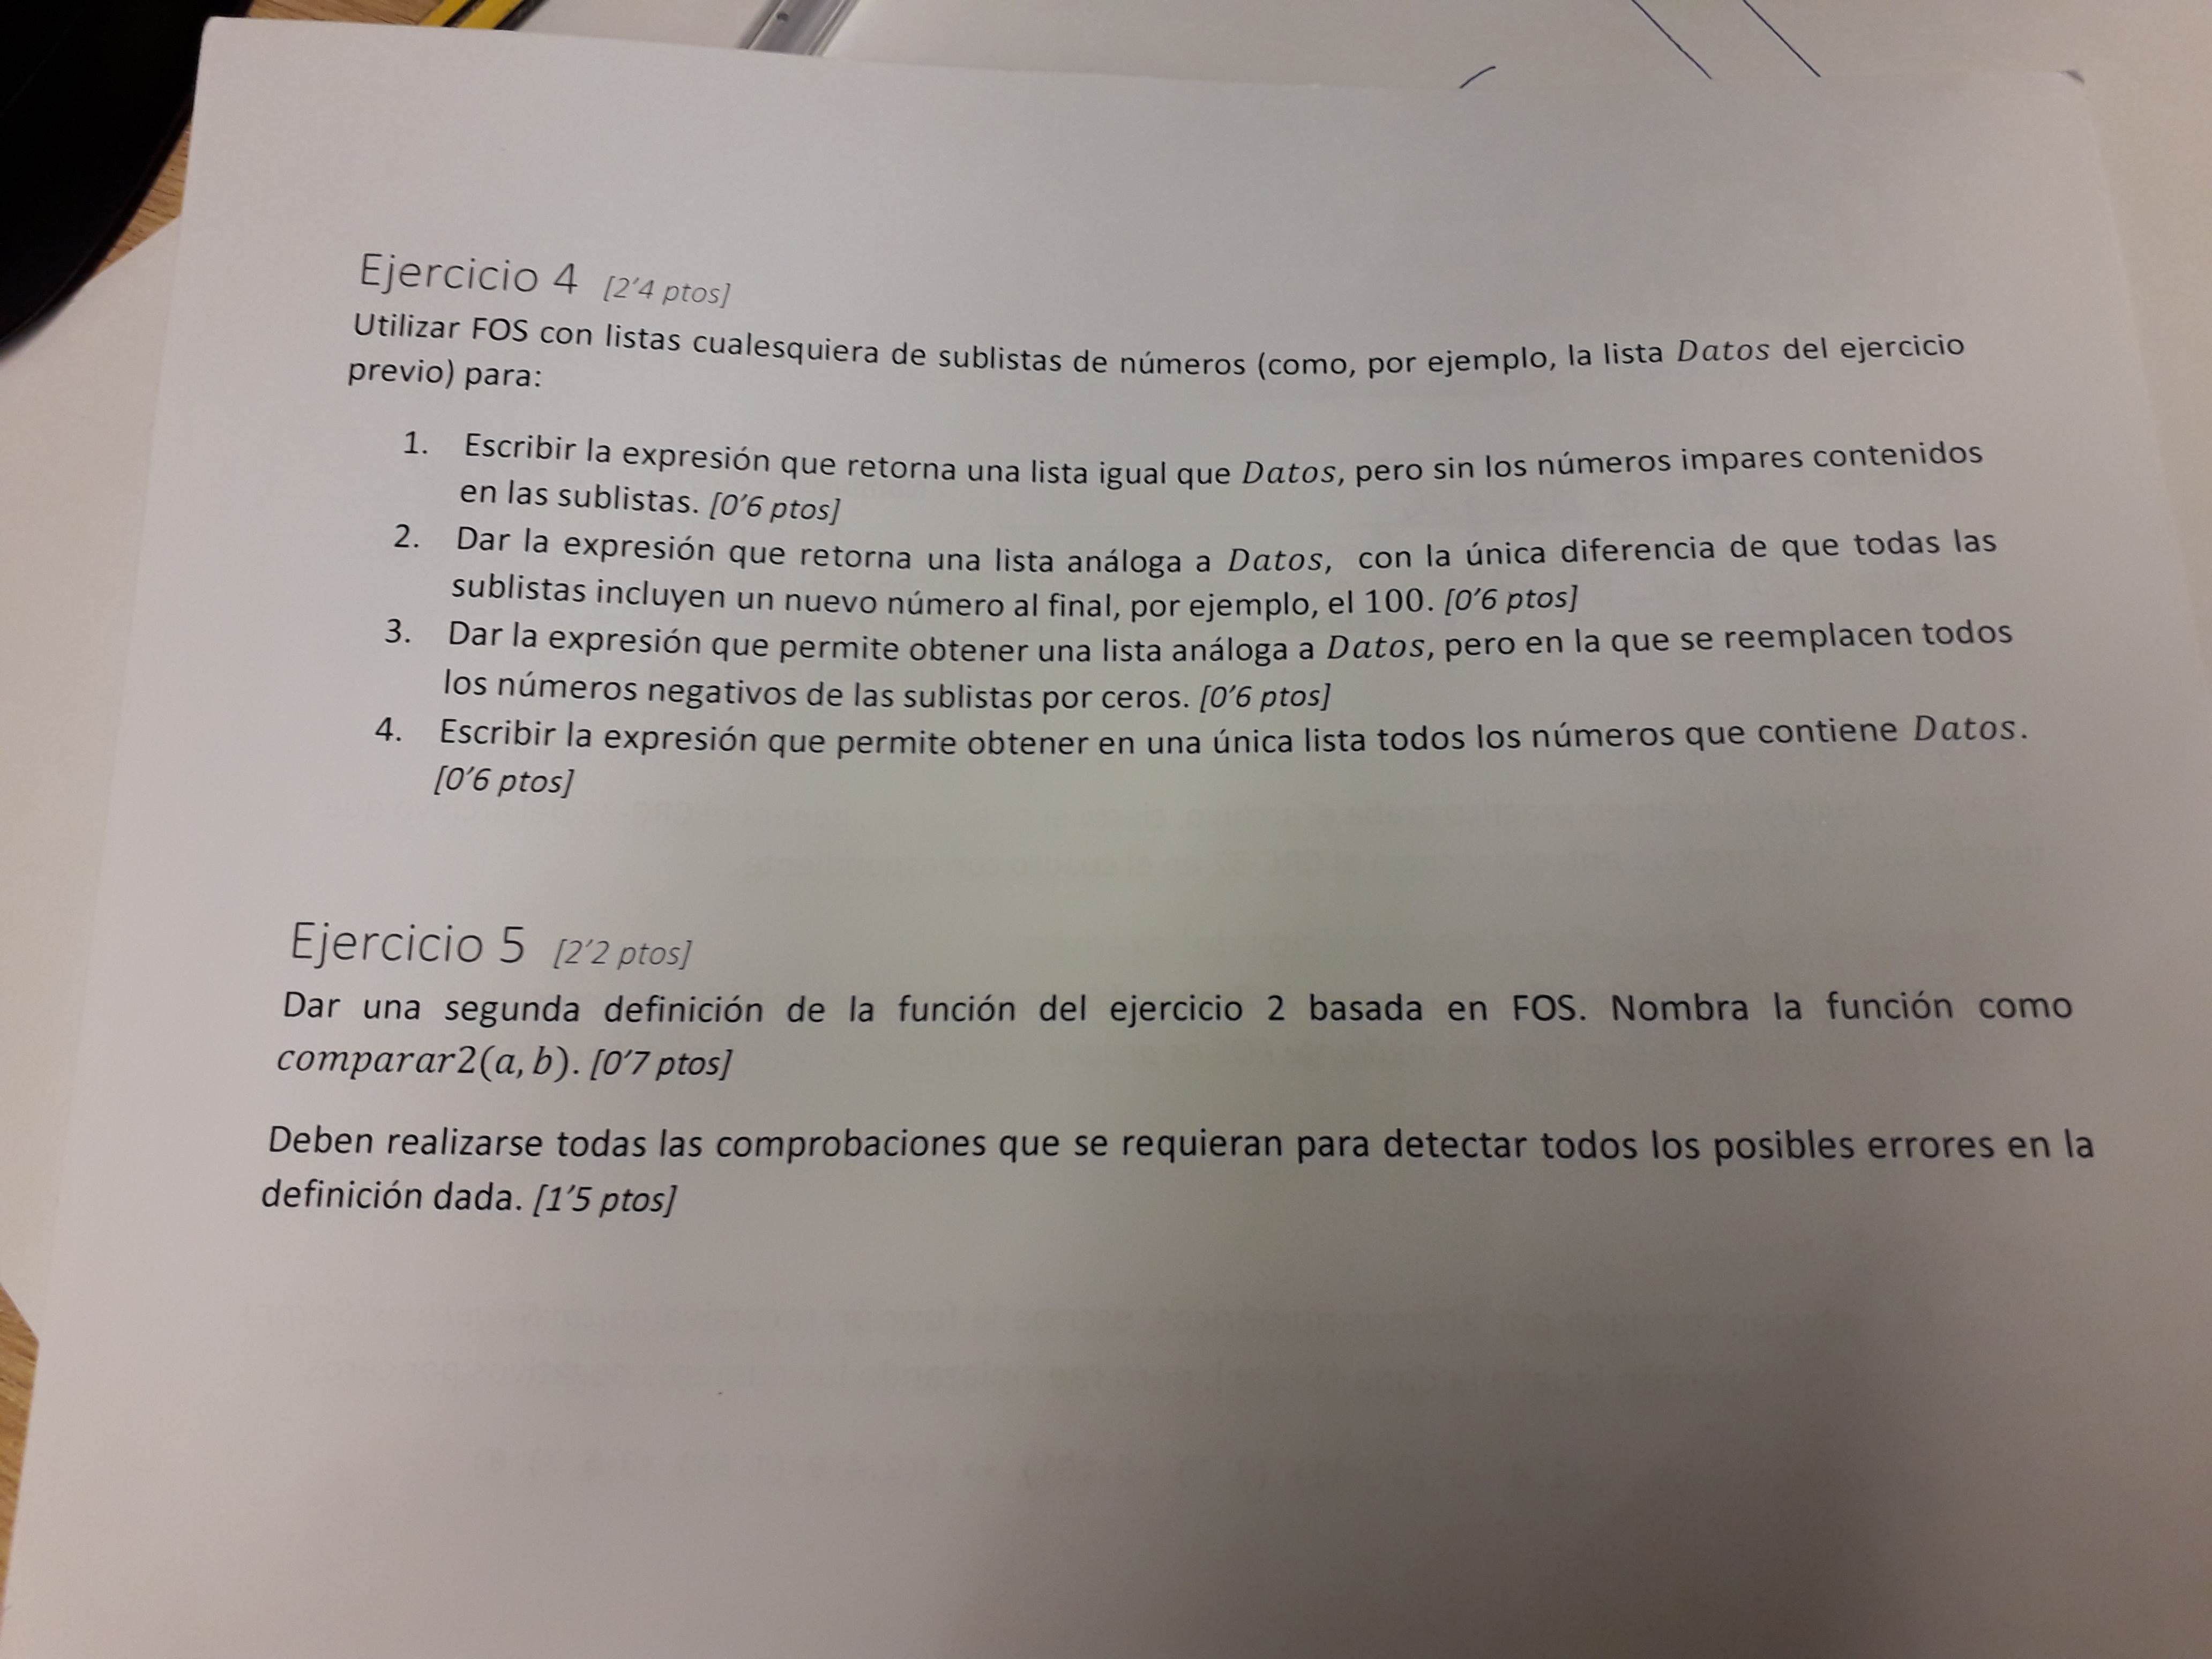 Ejercicio 4 [2’4 ptos]
Utilizar FOS con listas cualesquiera de sublistas de números (como, por ejemplo, la lista Datos del ejercicio
previo) para:
1. Escribir la expresión que retorna una lista igual que Datos, pero sin los números impares contenidos
en las sublistas. [0’6 ptos]
2. Dar la expresión que retorna una lista análoga a Datos, con la única diferencia de que todas las
sublistas incluyen un nuevo número al final, por ejemplo, el 100. [0’6 ptos]
3. Dar la expresión que permite obtener una lista análoga a Datos, pero en la que se reemplacen todos
los números negativos de las sublistas por ceros. [0’6 ptos]
4. Escribir la expresión que permite obtener en una única lista todos los números que contiene Datos.
[0’6 ptos]
Ejercicio 5 [2’2 ptos]
Dar una segunda definición de la función del ejercicio 2 basada en FOS. Nombra la función como
comparar2(a, b). [0’7 ptos]
Deben realizarse todas las comprobaciones que se requieran para detectar todos los posibles errores en la
definición dada. [1’5 ptos]